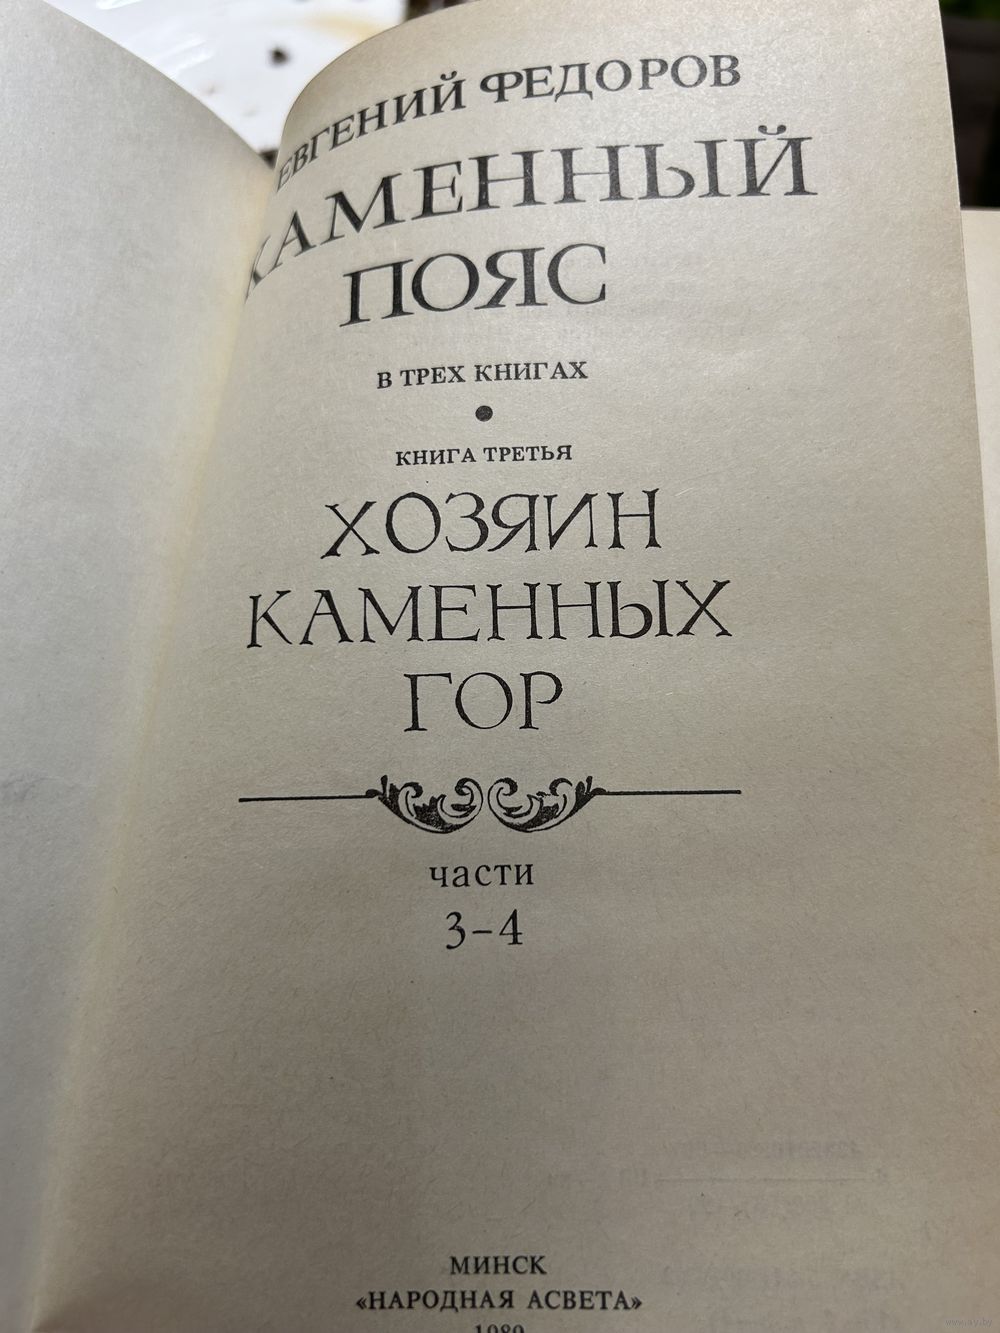 ЕВГЕНИЙ ФЕДОРОВ
КАМЕННЫЙ
ПОЯС
В ТРЕХ КНИГАХ
КНИГА ТРЕТЬЯ
ХОЗЯИН
КАМЕННЫХ
ГОР
части
3–4
МИНСК
«НАРОДНАЯ АСВЕТА»